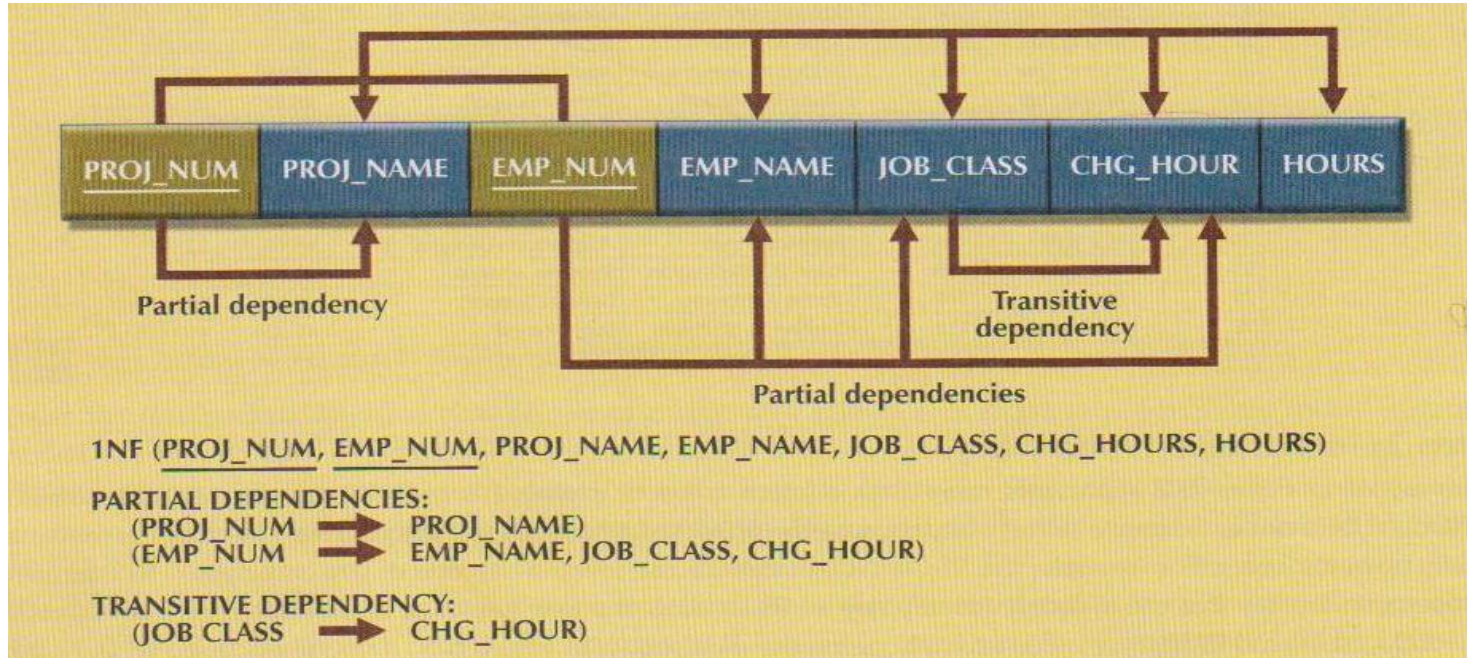 PROJ_NUM PROJ_NAME EMP_NUM EMP_NAME JOB_CLASS CHG_HOUR HOURS
Partial dependency
Transitive
dependency
Partial dependencies
1NF (PROJ_NUM, EMP_NUM, PROJ_NAME, EMP_NAME, JOB_CLASS, CHG_HOURS, HOURS)
PARTIAL DEPENDENCIES:
(PROJ_NUM → PROJ_NAME)
(EMP_NUM → EMP_NAME, JOB_CLASS, CHG_HOUR)
TRANSITIVE DEPENDENCY:
(JOB CLASS → CHG_HOUR)